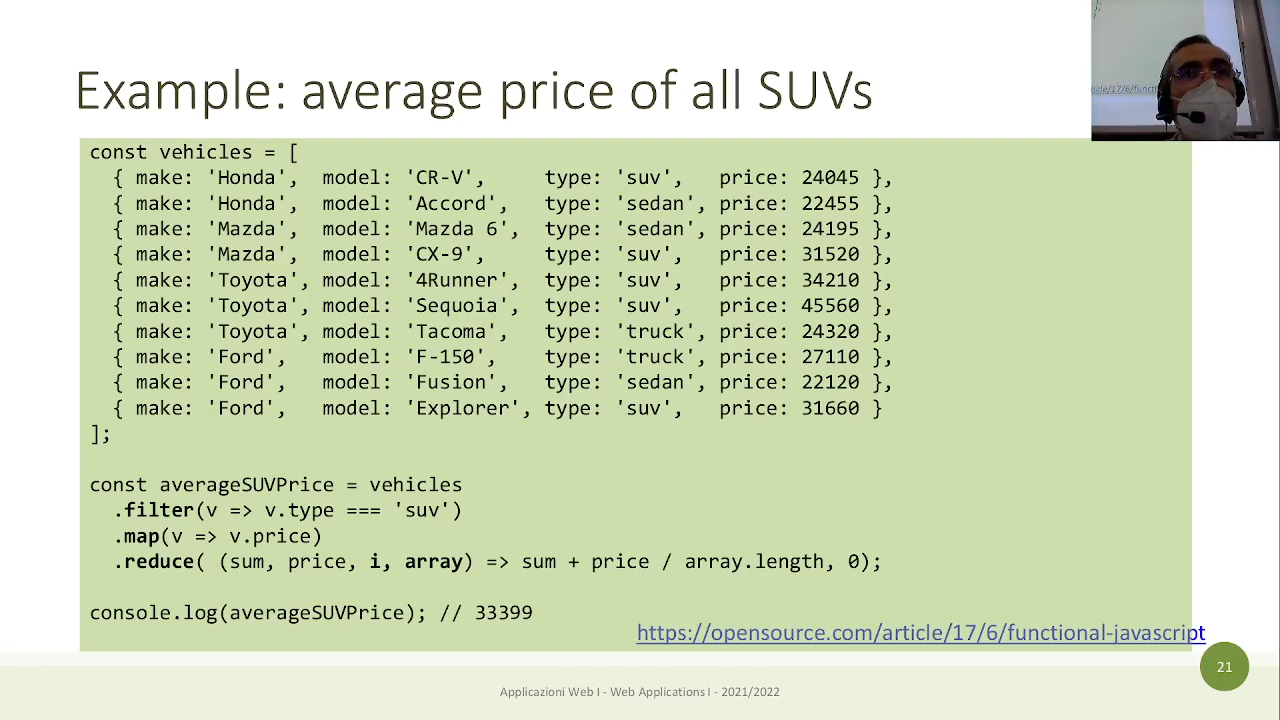 Example: average price of all SUVs
const vehicles = [
{ make: 'Honda', model: 'CR-V', type: 'suv', price: 24045 },
{ make: 'Honda', model: 'Accord', type: 'sedan', price: 22455 },
{ make: 'Mazda', model: 'Mazda 6', type: 'sedan', price: 24195 },
{ make: 'Mazda', model: 'CX-9', type: 'suv', price: 31520 },
{ make: 'Toyota', model: '4Runner', type: 'suv', price: 34210 },
{ make: 'Toyota', model: 'Sequoia', type: 'suv', price: 45560 },
{ make: 'Toyota', model: 'Tacoma', type: 'truck', price: 24320 },
{ make: 'Ford', model: 'F-150', type: 'truck', price: 27110 },
{ make: 'Ford', model: 'Fusion', type: 'sedan', price: 22120 },
{ make: 'Ford', model: 'Explorer', type: 'suv', price: 31660 }
];
const averageSUVPrice = vehicles
.filter(v => v.type === 'suv')
.map(v => v.price)
.reduce( (sum, price, i, array) => sum + price / array.length, 0);
console.log(averageSUVPrice); // 33399
https://opensource.com/article/17/6/functional-javascript
21
Applicazioni Web I - Web Applications I - 2021/2022